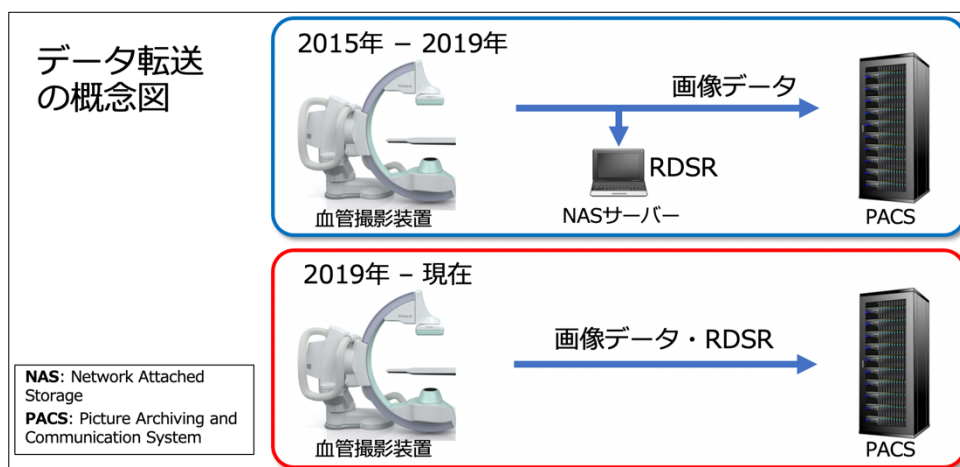 データ転送
の概念図
2015年 – 2019年
画像データ
RDSR
血管撮影装置
NASサーバー
PACS
2019年 – 現在
画像データ・RDSR
血管撮影装置
PACS
NAS: Network Attached
Storage
PACS: Picture Archiving and
Communication System